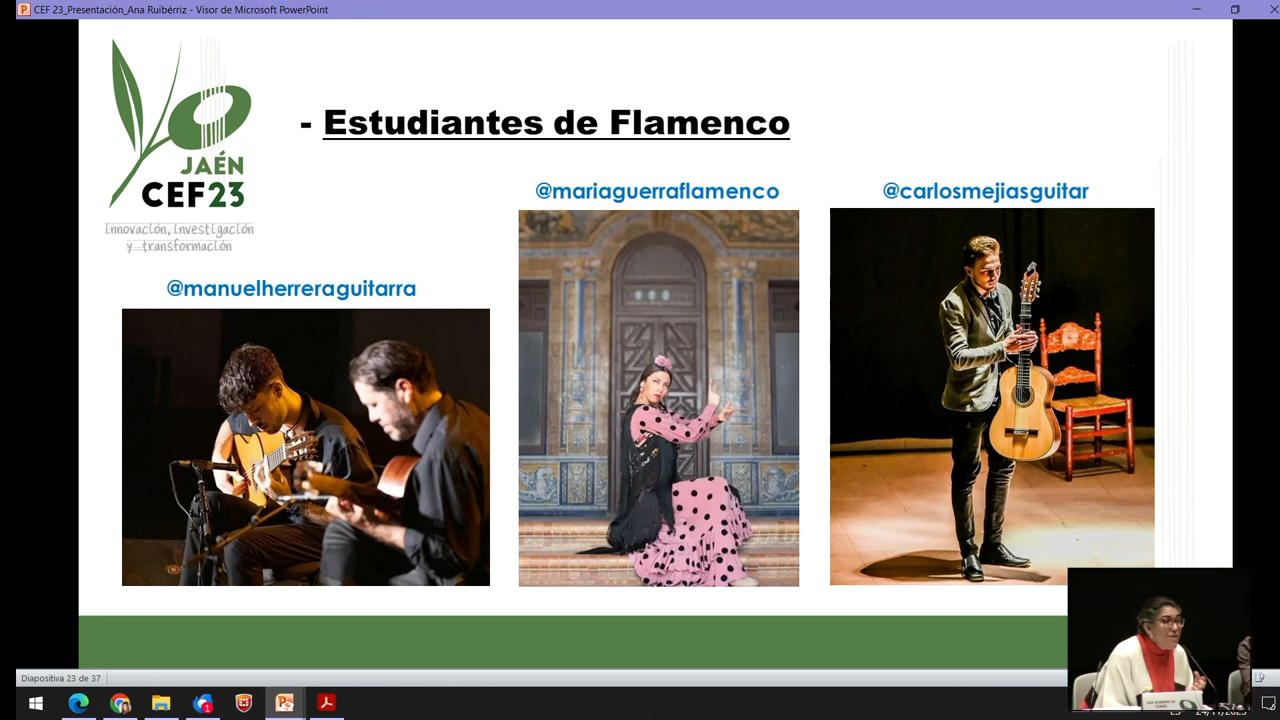 CEF 23_Presentación_Ana Ruibérriz - Visor de Microsoft PowerPoint
- Estudiantes de Flamenco
JAÉN
CEF23
Innovación, investigación
y transformación
@manuelherreraguitarra
@mariaguerraflamenco
@carlosmejiasguitar
Diapositiva 23 de 37